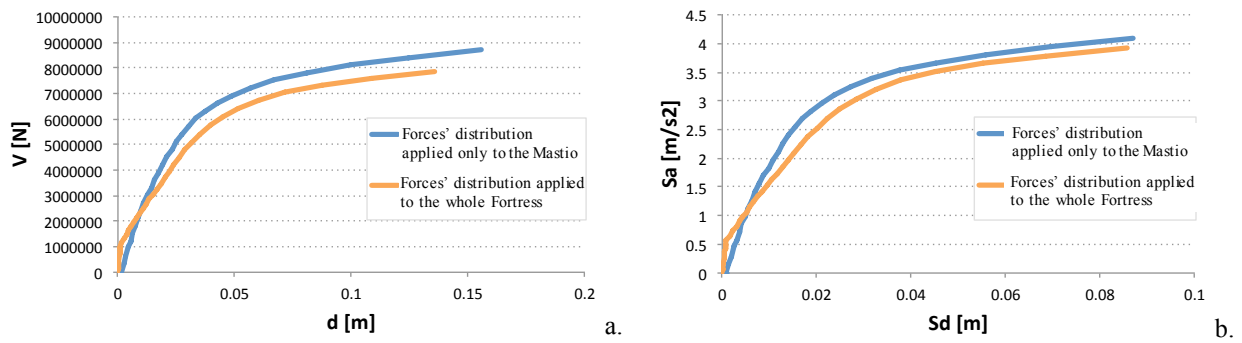 10000000
9000000
8000000
7000000
6000000
5000000
4000000
3000000
2000000
1000000
0
V [N]
0 0.05 0.1 0.15 0.2
d [m]
Forces' distribution
applied only to the Mastio
Forces' distribution applied
to the whole Fortress
a.
4.5
4
3.5
3
2.5
2
1.5
1
0.5
0
Sa [m/s2]
0 0.02 0.04 0.06 0.08 0.1
Sd [m]
Forces' distribution
applied only to the Mastio
Forces' distribution applied
to the whole Fortress
b.